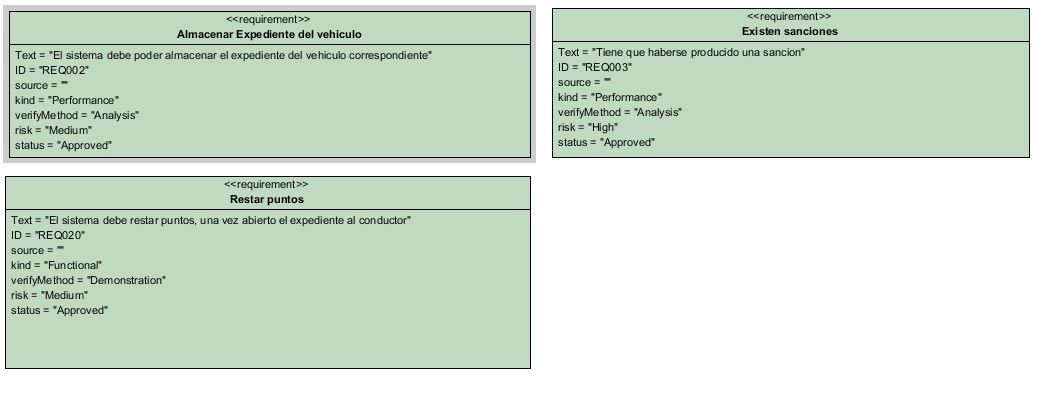 <<requirement>>
Almacenar Expediente del vehiculo
Text = "El sistema debe poder almacenar el expediente del vehiculo correspondiente"
ID = "REQ002"
source = ""
kind = "Performance"
verifyMethod = "Analysis"
risk = "Medium"
status = "Approved"
<<requirement>>
Existen sanciones
Text = "Tiene que haberse producido una sancion"
ID = "REQ003"
source = ""
kind = "Performance"
verifyMethod = "Analysis"
risk = "High"
status = "Approved"
<<requirement>>
Restar puntos
Text = "El sistema debe restar puntos, una vez abierto el expediente al conductor"
ID = "REQ020"
source = ""
kind = "Functional"
verifyMethod = "Demonstration"
risk = "Medium"
status = "Approved"